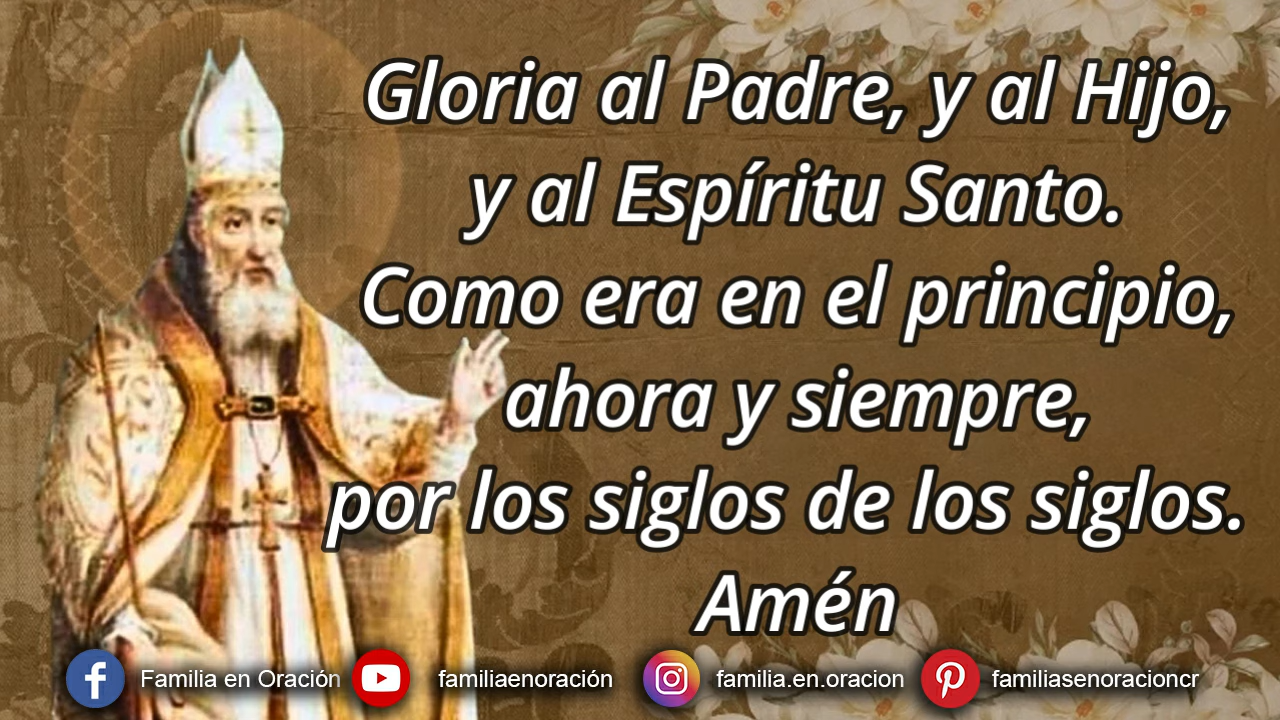 Gloria al Padre, y al Hijo,
y al Espíritu Santo.
Como era en el principio,
ahora y siempre,
por los siglos de los siglos.
Amén
Familia en Oración familiaenoración familia.en.oracion familiasenoracioncr